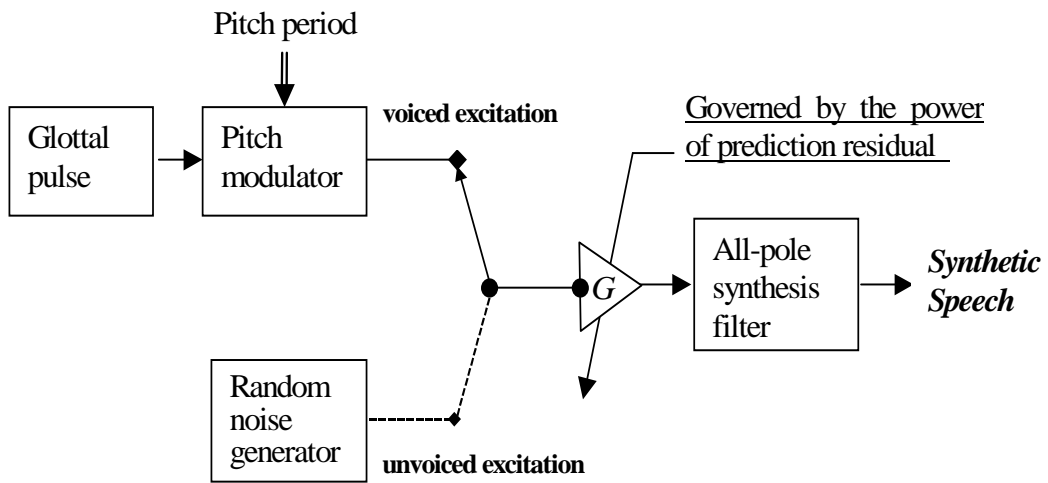 Pitch period
Glottal
pulse
Pitch
modulator
voiced excitation
Governed by the power
of prediction residual
G
All-pole
synthesis
filter
Synthetic
Speech
Random
noise
generator
unvoiced excitation